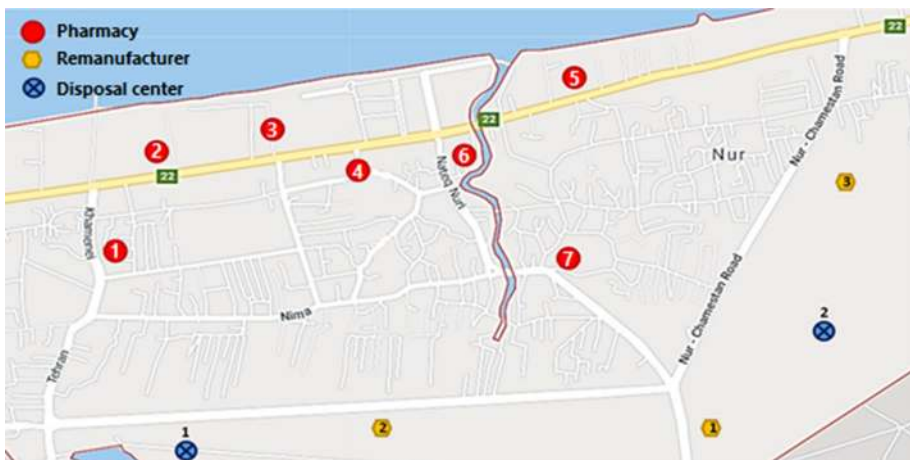 Pharmacy
Remanufacturer
Disposal center
22
5
3
2
22
6
Nur
4
22
Nateq Nuri
Nur - Chamestan Road
3
Khamenei
1
7
Nima
Nur - Chamestan Road
2
Tehran
1
2
1